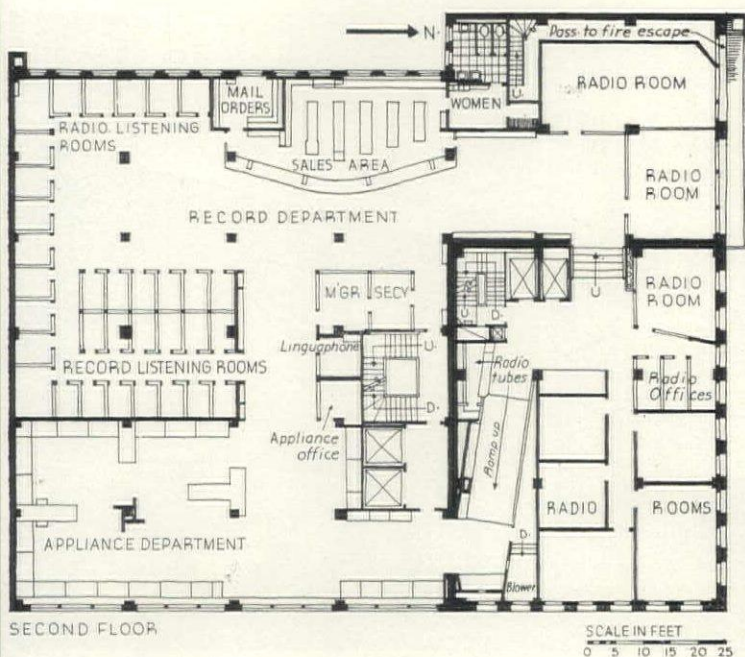 N.
Pass. to fire escape
MAIL
ORDERS
WOMEN
U.
RADIO ROOM
RADIO LISTENING
ROOMS
SALES AREA
RADIO
ROOM
RECORD DEPARTMENT
U.
RADIO
ROOM
M'GR
SECY
U.
D.
Linguaphone
U.
Radio
tubes
RECORD LISTENING ROOMS
Radio
Offices
D.
Appliance
office
Ramp up
RADIO
ROOMS
APPLIANCE DEPARTMENT
D.
Blower
SECOND FLOOR
SCALE IN FEET
0 5 10 15 20 25